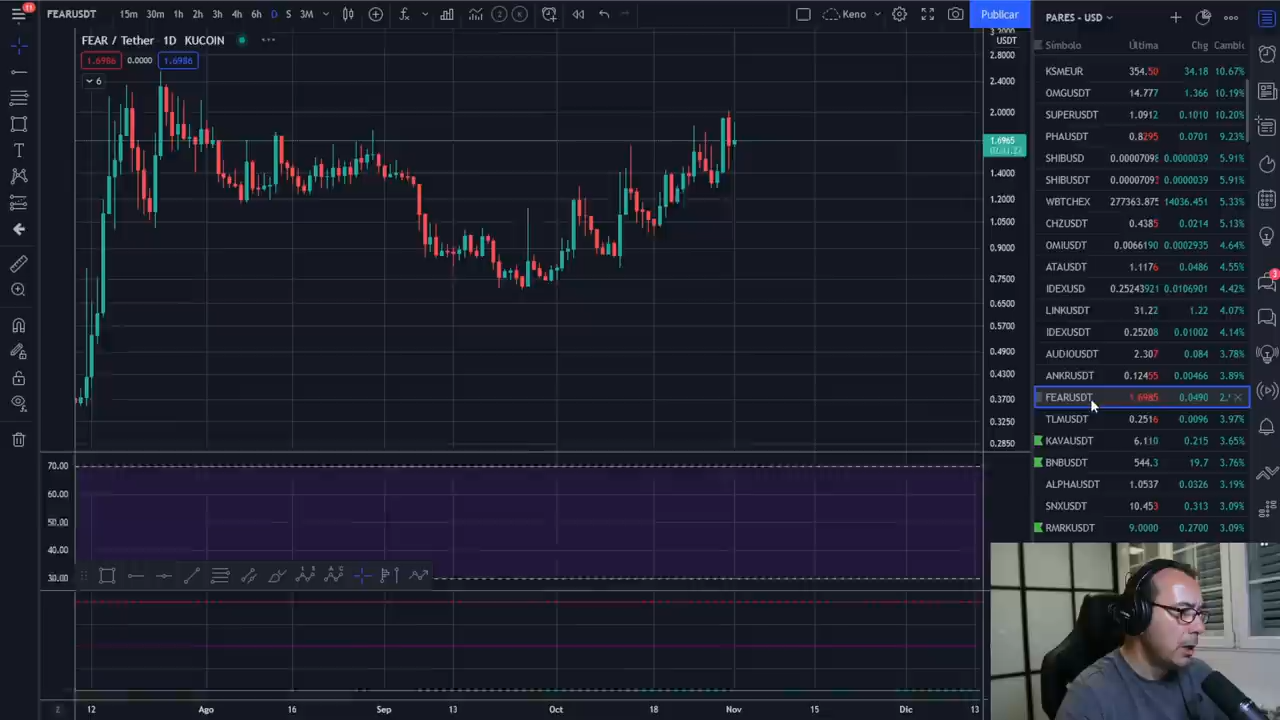 11
FEARUSDT 15m 30m 1h 2h 3h 4h 6h D S 3M Keno Publicar PARES - USD
FEAR / Tether 1D KUCOIN
1.6986 0.0000 1.6986
6
USDT
2.8000
2.4000
2.0000
1.6965
1.4000
1.2000
1.0500
0.9000
0.7500
0.6500
0.5700
0.4900
0.4300
0.3700
0.3250
0.2850
70.00
60.00
50.00
40.00
30.00
12 Ago 16 Sep 13 Oct 18 Nov 15 Dic 13
Símbolo Última Chg
KSMEUR 354.50 34.18 10.67%
OMGUSDT 14.777 1.366 10.19%
SUPERUSDT 1.0912 0.1010 10.20%
PHAUSDT 0.8295 0.0701 9.23%
SHIBUSD 0.0000709 0.0000039 5.91%
SHIBUSDT 0.0000709 0.0000039 5.91%
WBTCHEX 277363.875 14036.451 5.33%
CHZUSDT 0.4385 0.0214 5.13%
OMIUSDT 0.0066190 0.0002935 4.64%
ATAUSDT 1.1176 0.0486 4.55%
IDEXUSD 0.25243921 0.0106901 4.42%
LINKUSDT 31.22 1.22 4.07%
IDEXUSDT 0.25208 0.01002 4.14%
AUDIOUSDT 2.307 0.084 3.78%
ANKRUSDT 0.12455 0.00466 3.89%
FEARUSDT 1.6985 0.0490
TLMUSDT 0.2516 0.0096 3.97%
KAVAUSDT 6.110 0.215 3.65%
BNBUSDT 544.3 19.7 3.76%
ALPHAUSDT 1.0537 0.0326 3.19%
SNXUSDT 10.453 0.313 3.09%
RMRKUSDT 9.0000 0.2700 3.09%